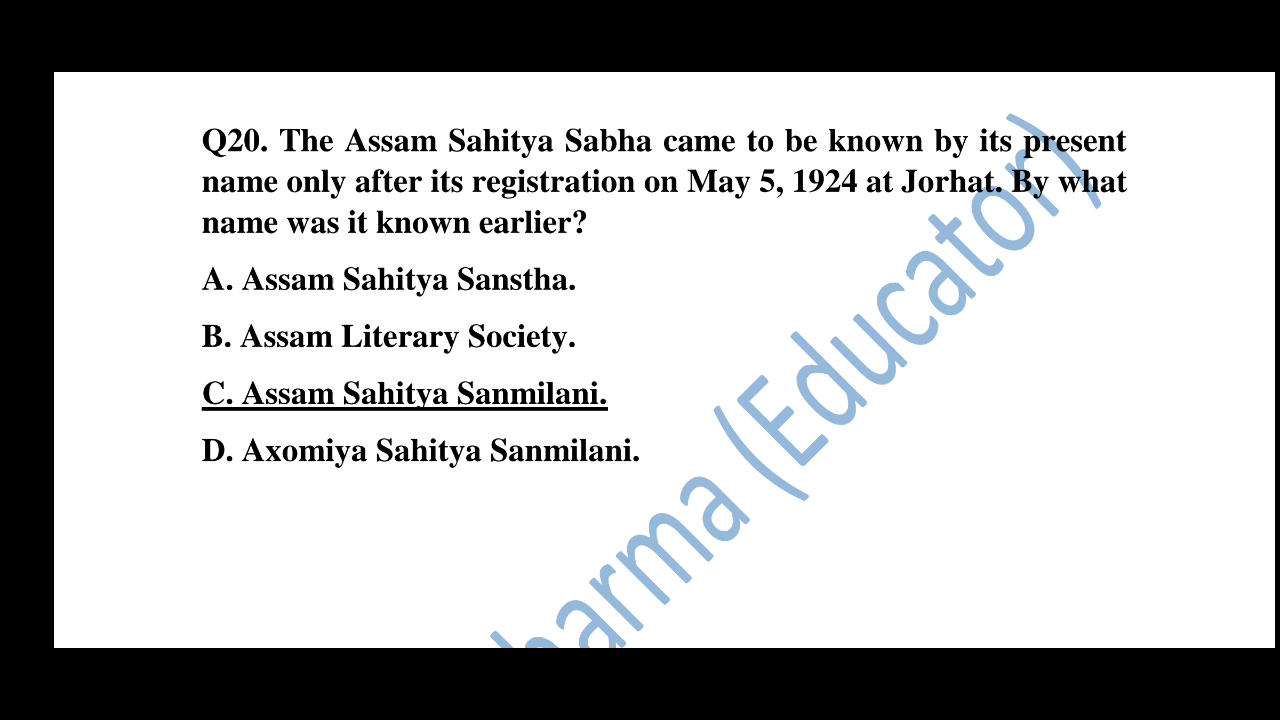 Q20. The Assam Sahitya Sabha came to be known by its present
name only after its registration on May 5, 1924 at Jorhat. By what
name was it known earlier?
A. Assam Sahitya Sanstha.
B. Assam Literary Society.
C. Assam Sahitya Sanmilani.
D. Axomiya Sahitya Sanmilani.
(Educator)